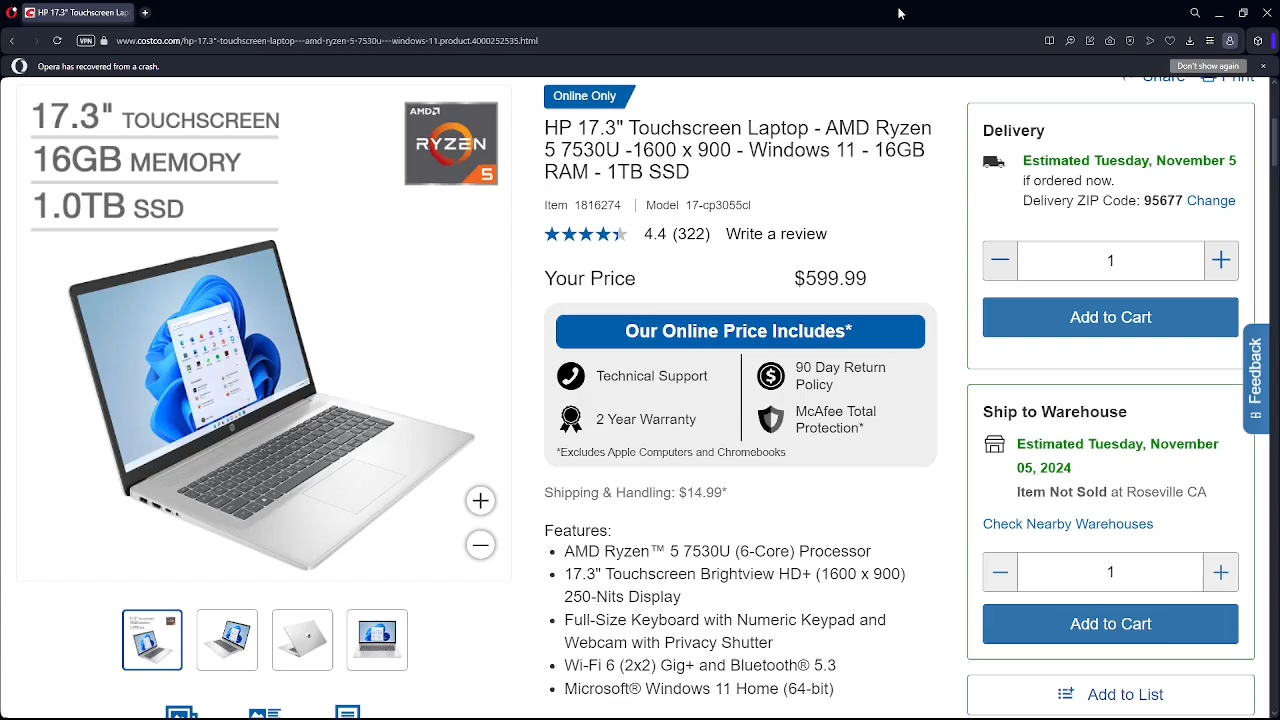 HP 17.3" Touchscreen Lap
VPN
www.costco.com/hp-17.3"-touchscreen-laptop---amd-ryzen-5-7530u---windows-11.product.4000252535.html
Opera has recovered from a crash.
Don't show again
Share
Print
17.3" TOUCHSCREEN
16GB MEMORY
1.0TB SSD
AMD
RYZEN
5
Online Only
HP 17.3" Touchscreen Laptop - AMD Ryzen
5 7530U -1600 x 900 - Windows 11 - 16GB
RAM - 1TB SSD
Item 1816274 | Model 17-cp3055cl
4.4 (322) Write a review
Your Price $599.99
Our Online Price Includes*
Technical Support
2 Year Warranty
90 Day Return
Policy
McAfee Total
Protection*
*Excludes Apple Computers and Chromebooks
Shipping & Handling: $14.99*
Features:
• AMD Ryzen™ 5 7530U (6-Core) Processor
• 17.3" Touchscreen Brightview HD+ (1600 x 900)
250-Nits Display
• Full-Size Keyboard with Numeric Keypad and
Webcam with Privacy Shutter
• Wi-Fi 6 (2x2) Gig+ and Bluetooth® 5.3
• Microsoft® Windows 11 Home (64-bit)
Delivery
Estimated Tuesday, November 5
if ordered now.
Delivery ZIP Code: 95677 Change
1
Add to Cart
Ship to Warehouse
Estimated Tuesday, November
05, 2024
Item Not Sold at Roseville CA
Check Nearby Warehouses
1
Add to Cart
Add to List
Feedback